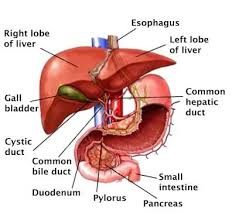 Esophagus
Right lobe
of liver
Left lobe
of liver
Gall
bladder
Common
hepatic
duct
Cystic
duct
Common
bile duct
Duodenum
Pylorus
Pancreas
Small
intestine